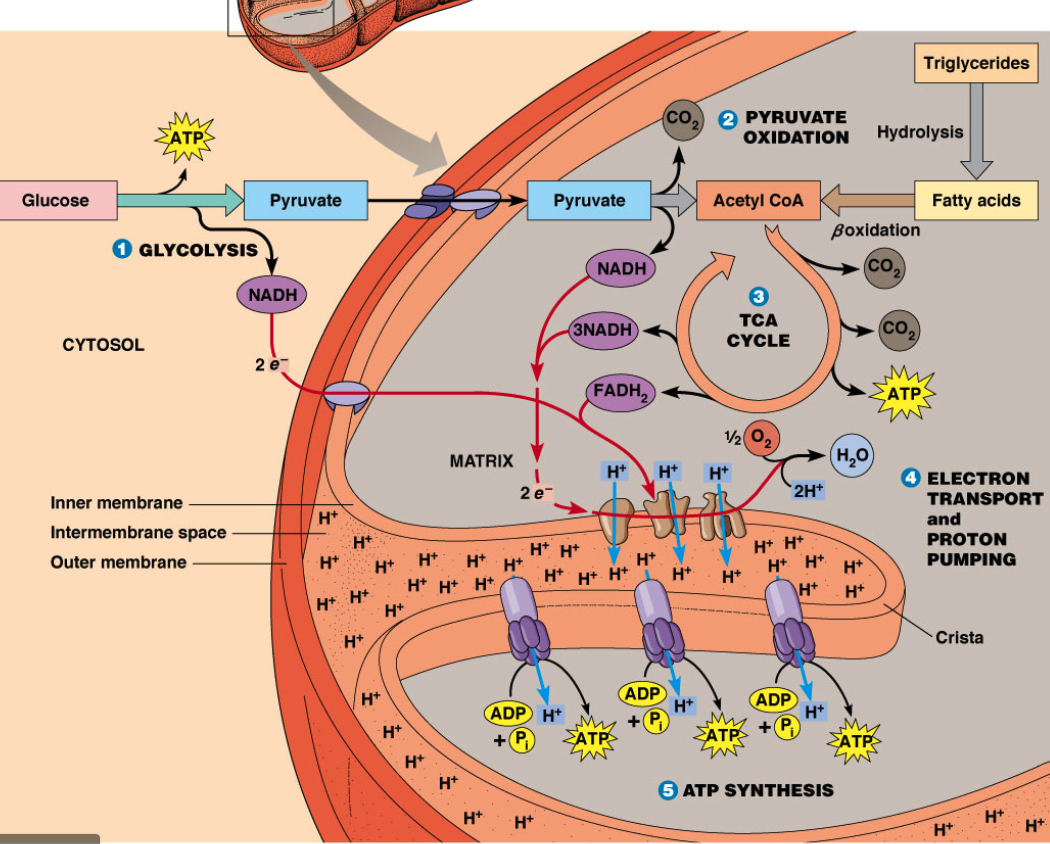 Triglycerides
CO₂
2 PYRUVATE
OXIDATION
Hydrolysis
ATP
Glucose
Pyruvate
Pyruvate
Acetyl CoA
Fatty acids
1 GLYCOLYSIS
β oxidation
NADH
CO₂
NADH
3
TCA
CYCLE
3NADH
CO₂
CYTOSOL
2 e⁻
FADH₂
ATP
½ O₂
H₂O
MATRIX
H⁺ H⁺ H⁺
2H⁺
2 e⁻
4 ELECTRON
TRANSPORT
and
PROTON
PUMPING
Inner membrane
Intermembrane space
Outer membrane
H⁺
H⁺ H⁺ H⁺ H⁺ H⁺
H⁺ H⁺ H⁺ H⁺ H⁺ H⁺ H⁺ H⁺
H⁺ H⁺ H⁺ H⁺ H⁺ H⁺ H⁺ H⁺
H⁺ H⁺ H⁺ H⁺
H⁺ H⁺
H⁺
Crista
H⁺
ADP H⁺
+ Pᵢ ATP
ADP H⁺
+ Pᵢ ATP
ADP H⁺
+ Pᵢ ATP
H⁺
H⁺
H⁺
5 ATP SYNTHESIS
H⁺ H⁺ H⁺ H⁺ H⁺